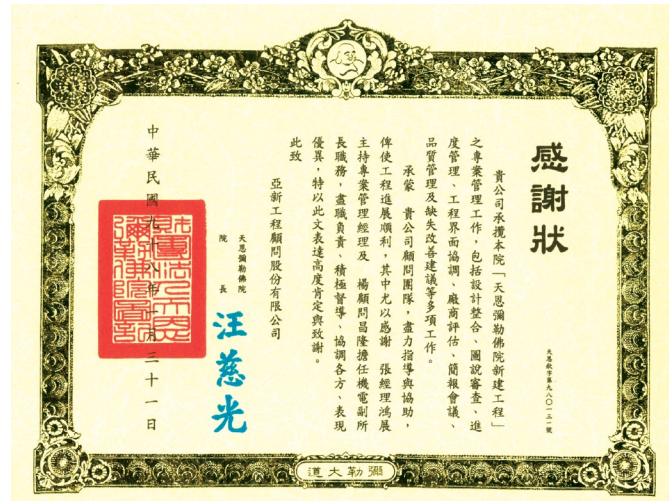 感謝狀
天恩獻字第九八〇一三一號
貴公司承攬本院「天恩彌勒佛院新建工程」
之專案管理工作，包括設計整合、圖說審查、進
度管理、工程界面協調、廠商評估、簡報會議、
品質管理及缺失改善建議等多項工作。
承蒙　貴公司顧問團隊，盡力指導與協助，
俾使工程進展順利，其中尤以感謝　張經理鴻展
主持專案管理經理及　楊顧問昌隆擔任機電副所
長職務，盡職負責、積極督導、協調各方、表現
優異，特以此文表達高度肯定與致謝。
此致
亞新工程顧問股份有限公司
天恩彌勒佛院
院長　汪慈光
中華民國九十八年十月三十一日
彌勒大道